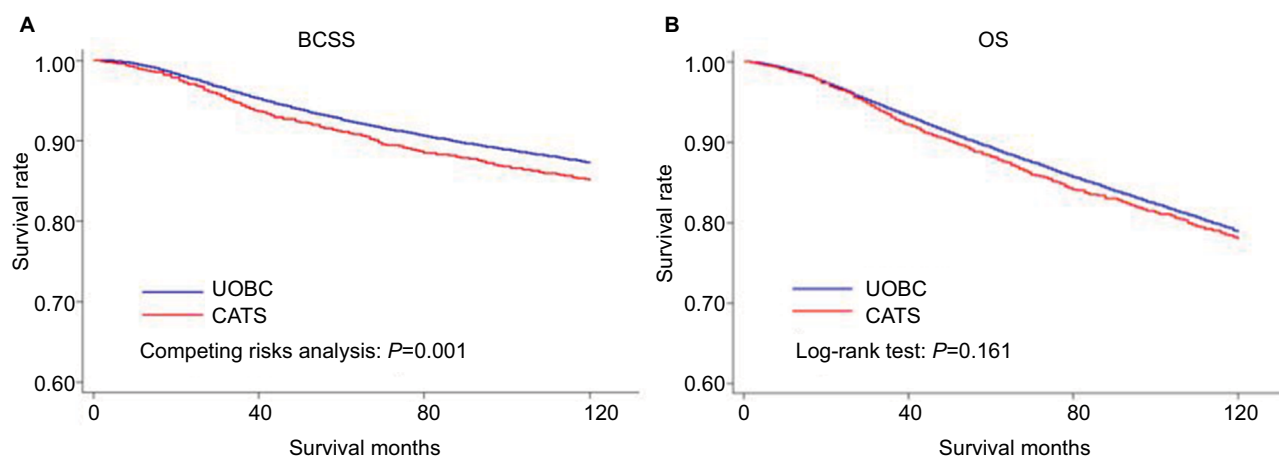 A
BCSS
1.00
0.90
0.80
0.70
0.60
Survival rate
UOBC
CATS
Competing risks analysis: P=0.001
0 40 80 120
Survival months
B
OS
1.00
0.90
0.80
0.70
0.60
Survival rate
UOBC
CATS
Log-rank test: P=0.161
0 40 80 120
Survival months